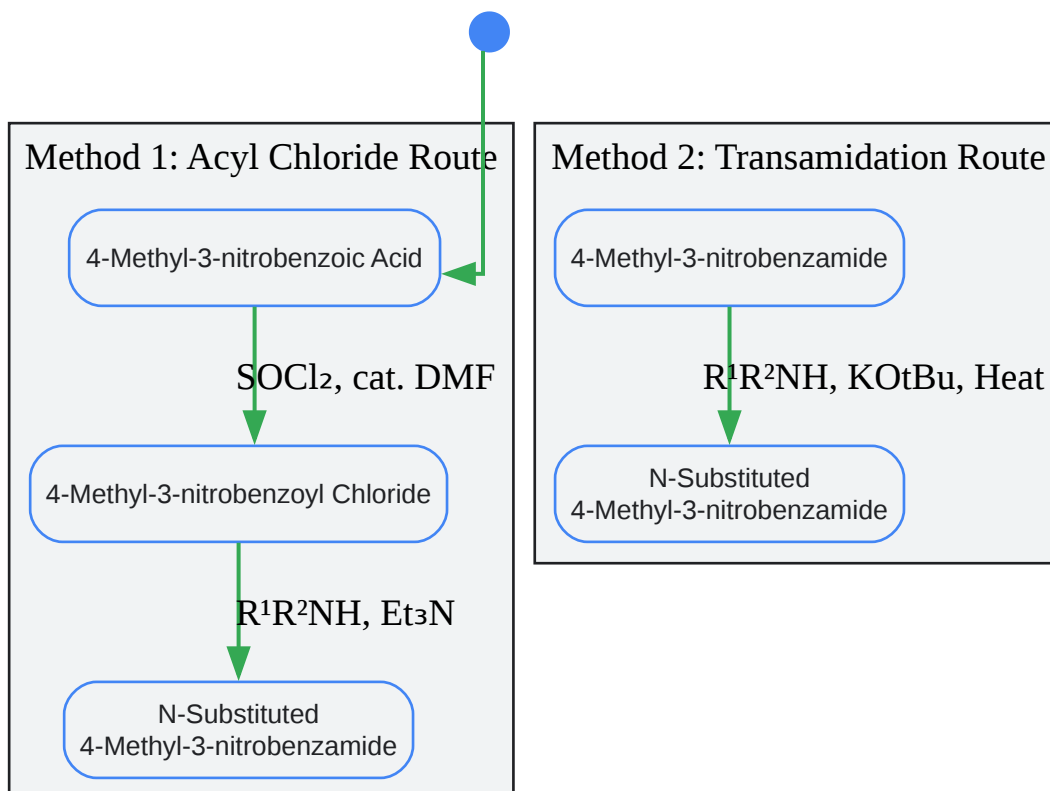 Method 1: Acyl Chloride Route
4-Methyl-3-nitrobenzoic Acid
SOCl₂, cat. DMF
4-Methyl-3-nitrobenzoyl Chloride
R¹R²NH, Et₃N
N-Substituted
4-Methyl-3-nitrobenzamide
Method 2: Transamidation Route
4-Methyl-3-nitrobenzamide
R¹R²NH, KOtBu, Heat
N-Substituted
4-Methyl-3-nitrobenzamide